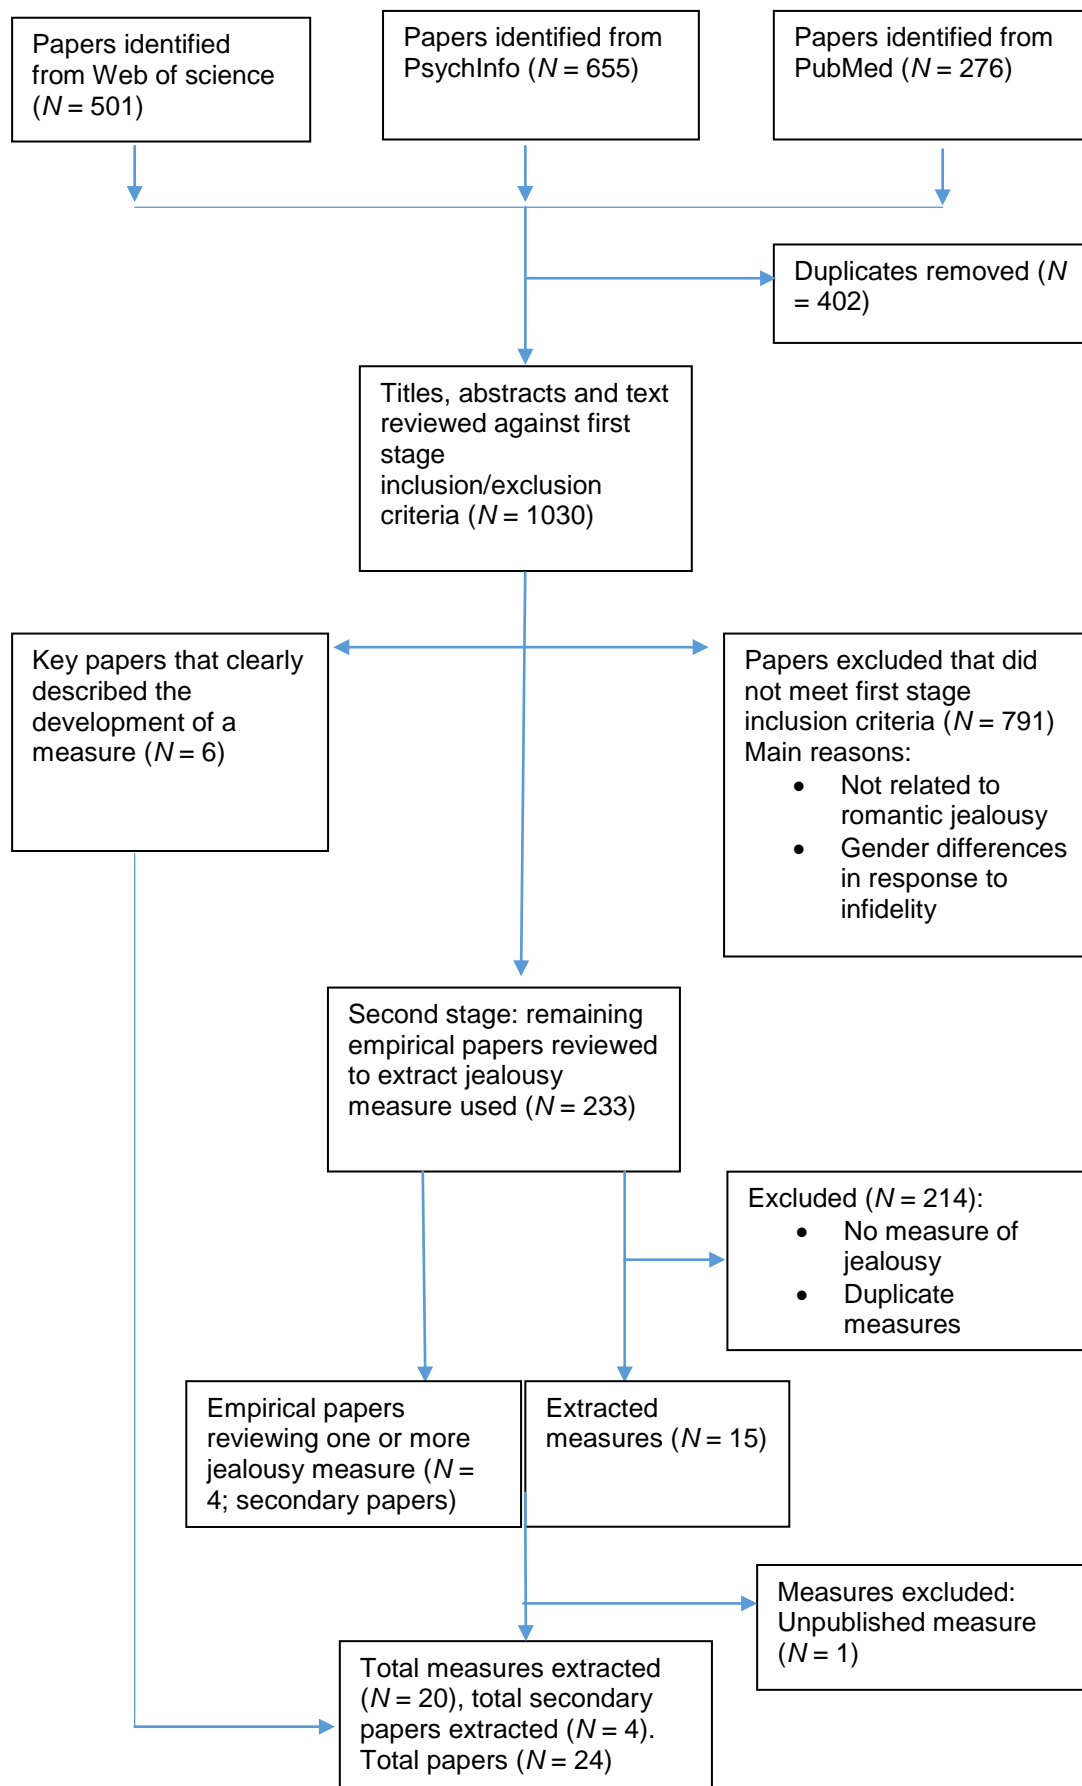 Papers identified
from Web of science
(N = 501)
Papers identified from
PsychInfo (N = 655)
Papers identified from
PubMed (N = 276)
Duplicates removed (N
= 402)
Titles, abstracts and text
reviewed against first
stage
inclusion/exclusion
criteria (N = 1030)
Key papers that clearly
described the
development of a
measure (N = 6)
Papers excluded that did
not meet first stage
inclusion criteria (N = 791)
Main reasons:
• Not related to
romantic jealousy
• Gender differences
in response to
infidelity
Second stage: remaining
empirical papers reviewed
to extract jealousy
measure used (N = 233)
Excluded (N = 214):
• No measure of
jealousy
• Duplicate
measures
Empirical papers
reviewing one or more
jealousy measure (N =
4; secondary papers)
Extracted
measures (N = 15)
Measures excluded:
Unpublished measure
(N = 1)
Total measures extracted
(N = 20), total secondary
papers extracted (N = 4).
Total papers (N = 24)